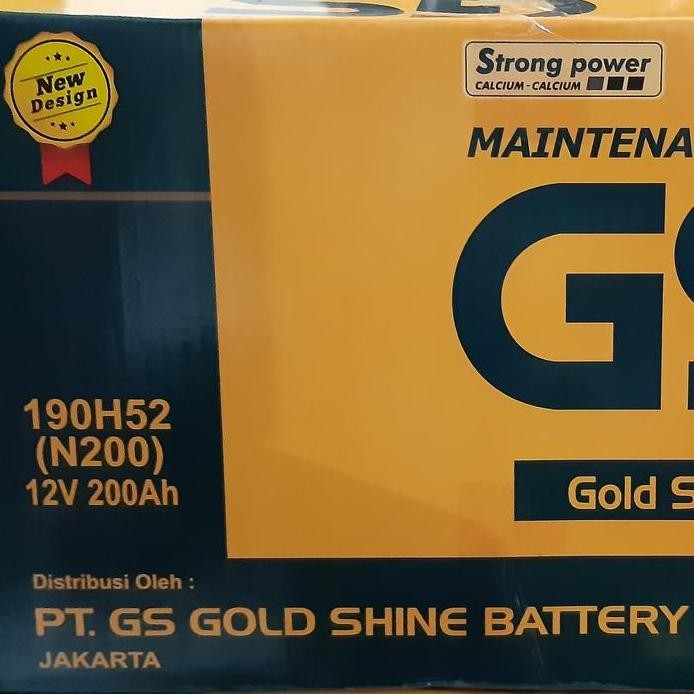 New
Design
Strong power
CALCIUM - CALCIUM
MAINTENA
GS
190H52
(N200)
12V 200Ah
Gold S
Distribusi Oleh :
PT. GS GOLD SHINE BATTERY
JAKARTA